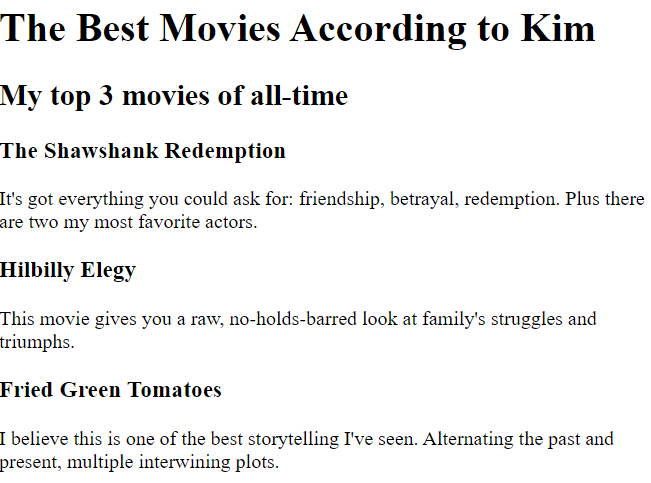 The Best Movies According to Kim
My top 3 movies of all-time
The Shawshank Redemption
It's got everything you could ask for: friendship, betrayal, redemption. Plus there
are two my most favorite actors.
Hilbilly Elegy
This movie gives you a raw, no-holds-barred look at family's struggles and
triumphs.
Fried Green Tomatoes
I believe this is one of the best storytelling I've seen. Alternating the past and
present, multiple interwining plots.